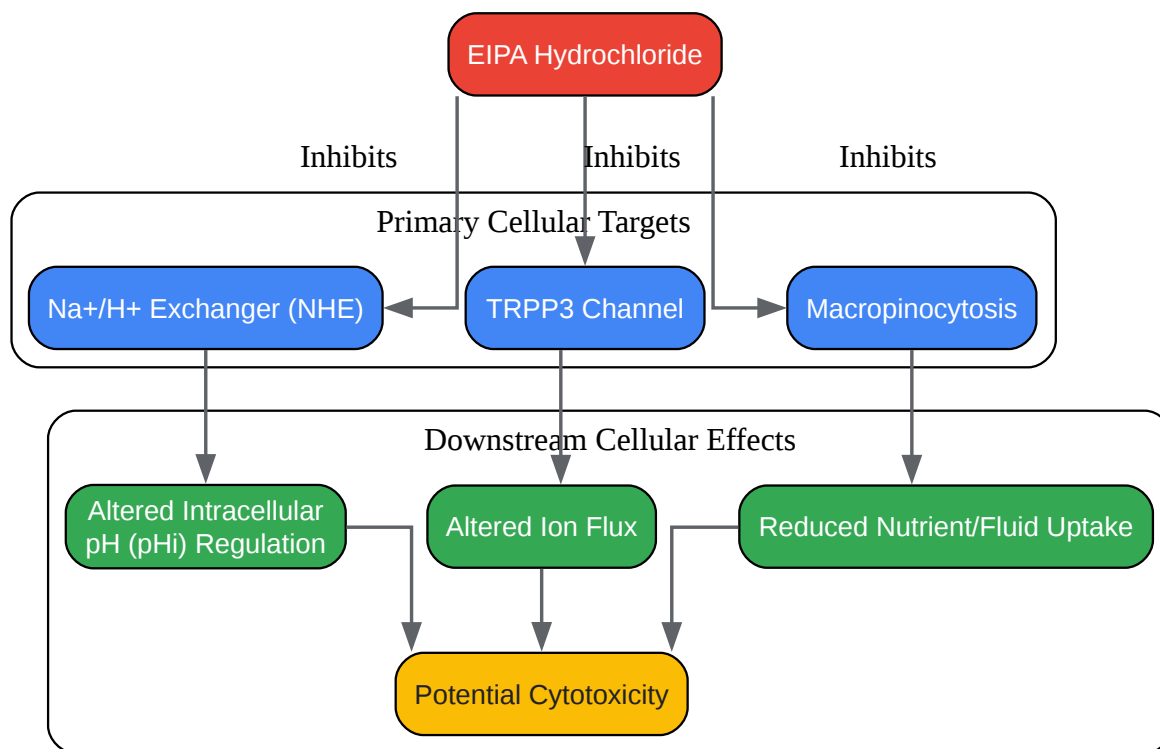 EIPA Hydrochloride
Inhibits
Inhibits
Inhibits
Primary Cellular Targets
Na+/H+ Exchanger (NHE)
TRPP3 Channel
Macropinocytosis
Downstream Cellular Effects
Altered Intracellular
pH (pHi) Regulation
Altered Ion Flux
Reduced Nutrient/Fluid Uptake
Potential Cytotoxicity